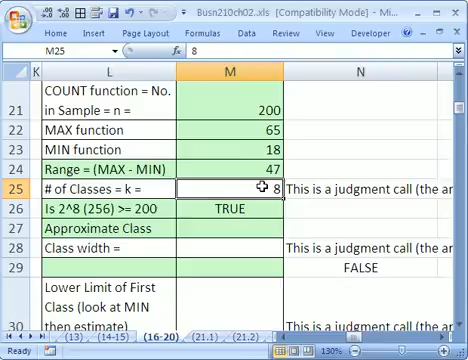 Busn210ch02..xls [Compatibility Mode] - Mi...
Home Insert Page Layout Formulas Data Review View Developer
M25 fx 8
K L M N
COUNT function = No.
21 in Sample = n = 200
22 MAX function 65
23 MIN function 18
24 Range = (MAX - MIN) 47
25 # of Classes = k = 8 This is a judgment call (the ar
26 Is 2^8 (256) >= 200 TRUE
27 Approximate Class
28 Class width = This is a judgment call (the ar
29 FALSE
Lower Limit of First
Class (look at MIN
30 then estimate) This is a judgment call (the ar
(13) (14-15) (16-20) (21.1) (21.2)
Ready 130%